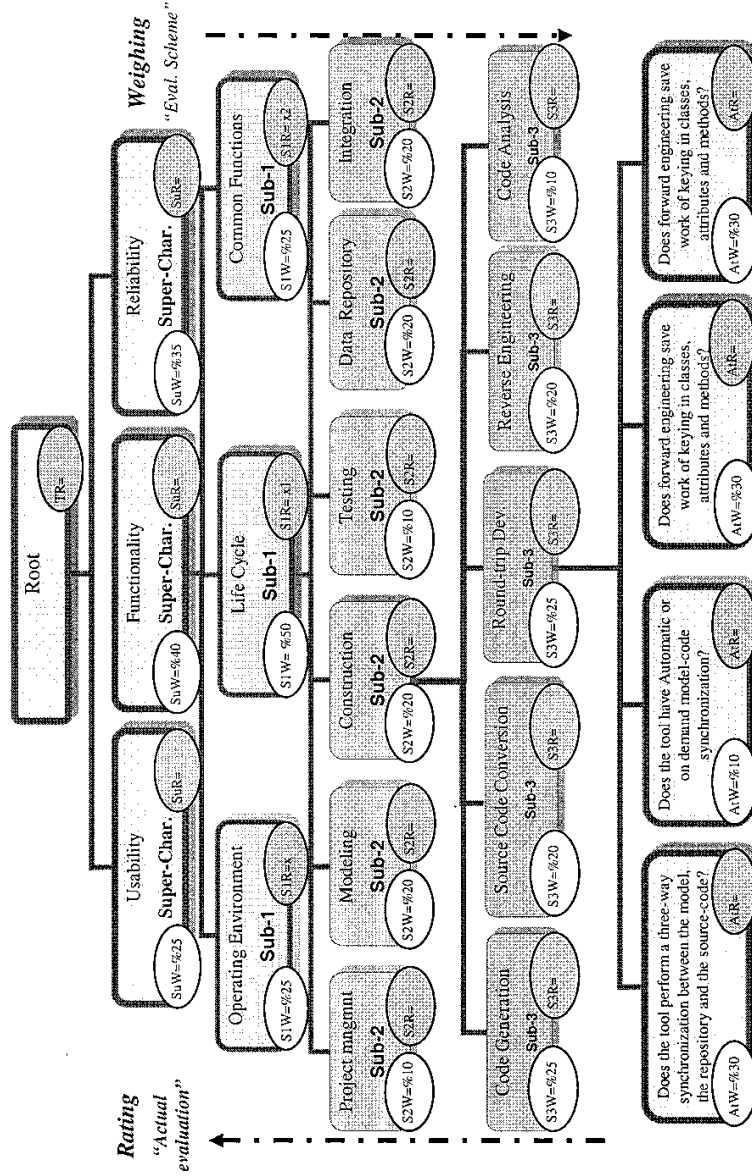 Rating
"Actual
evaluation"
Weighing
"Eval. Scheme"
Root
TR=
Usability
Super-Char.
SuW=%25
SuR=
Functionality
Super-Char.
SuW=%40
SuR=
Reliability
Super-Char.
SuW=%35
SuR=
Operating Environment
Sub-1
S1W=%25
S1R=x
Life Cycle
Sub-1
S1W= %50
S1R= x1
Common Functions
Sub-1
S1W=%25
S1R= x2
Project mngmnt
Sub-2
S2W=%10
S2R=
Modeling
Sub-2
S2W=%20
S2R=
Construction
Sub-2
S2W=%20
S2R=
Testing
Sub-2
S2W=%10
S2R=
Data Repository
Sub-2
S2W=%20
S2R=
Integration
Sub-2
S2W=%20
S2R=
Code Generation
Sub-3
S3W=%25
S3R=
Source Code Conversion
Sub-3
S3W=%20
S3R=
Round-trip Dev.
Sub-3
S3W=%25
S3R=
Reverse Engineering
Sub-3
S3W=%20
S3R=
Code Analysis
Sub-3
S3W=%10
S3R=
Does the tool perform a three-way
synchronization between the model,
the repository and the source-code?
AtW=%30
AtR=
Does the tool have Automatic or
on demand model-code
synchronization?
AtW=%10
AtR=
Does forward engineering save
work of keying in classes,
attributes and methods?
AtW=%30
AtR=
Does forward engineering save
work of keying in classes,
attributes and methods?
AtW=%30
AtR=